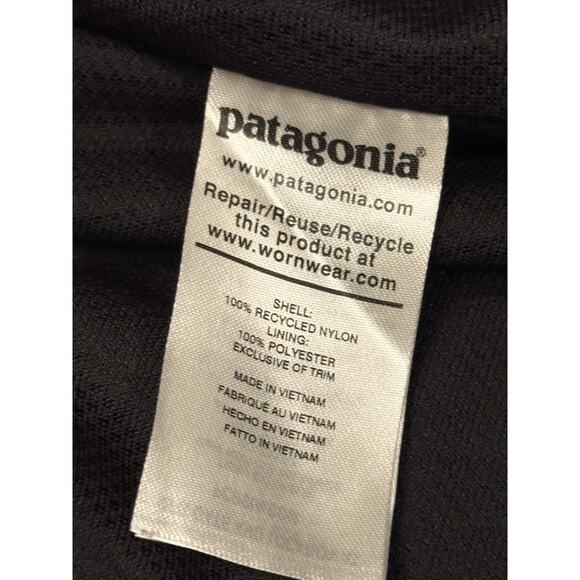 patagonia®
www.patagonia.com
Repair/Reuse/Recycle
this product at
www.wornwear.com
SHELL:
100% RECYCLED NYLON
LINING:
100% POLYESTER
EXCLUSIVE OF TRIM
MADE IN VIETNAM
FABRIQUÉ AU VIETNAM
HECHO EN VIETNAM
FATTO IN VIETNAM